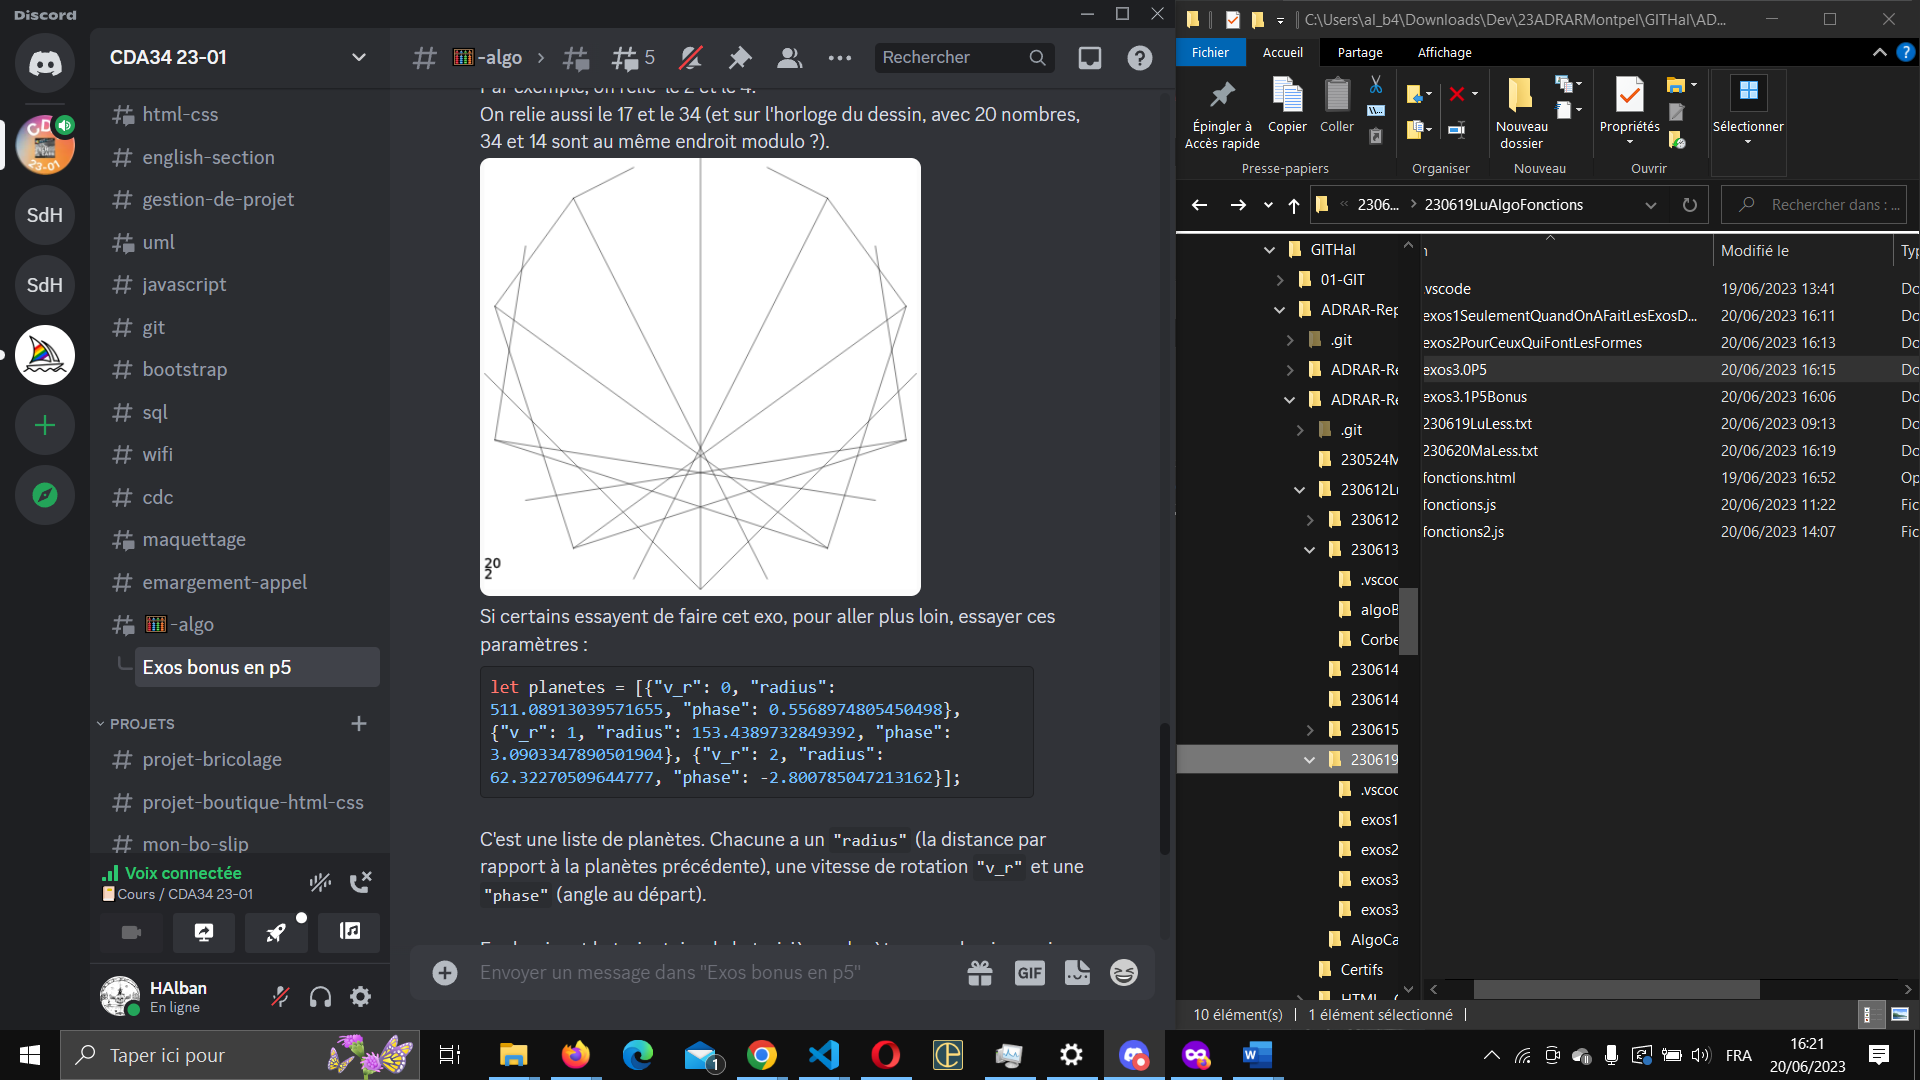 Discord
CDA34 23-01
-algo
5
Rechercher
html-css
english-section
gestion-de-projet
uml
javascript
git
bootstrap
sql
wifi
cdc
maquettage
emargement-appel
-algo
Exos bonus en p5
PROJETS
projet-bricolage
projet-boutique-html-css
mon-bo-slip
SdH
SdH
Voix connectée
Cours / CDA34 23-01
HAlban
En ligne
Par exemple, on relie le 2 et le 4.
On relie aussi le 17 et le 34 (et sur l'horloge du dessin, avec 20 nombres,
34 et 14 sont au même endroit modulo ?).
20
2
Si certains essayent de faire cet exo, pour aller plus loin, essayer ces
paramètres :
let planetes = [{"v_r": 0, "radius":
511.08913039571655, "phase": 0.5568974805450498},
{"v_r": 1, "radius": 153.4389732849392, "phase":
3.0903347890501904}, {"v_r": 2, "radius":
62.32270509644777, "phase": -2.800785047213162}];
C'est une liste de planètes. Chacune a un "radius" (la distance par
rapport à la planètes précédente), une vitesse de rotation "v_r" et une
"phase" (angle au départ).
Envoyer un message dans "Exos bonus en p5"
GIF
C:\Users\al_b4\Downloads\Dev\23ADRARMontpel\GITHal\AD...
Fichier
Accueil
Partage
Affichage
Épingler à
Accès rapide
Copier
Coller
Presse-papiers
Organiser
Nouveau
dossier
Nouveau
Propriétés
Ouvrir
Sélectionner
2306...
230619LuAlgoFonctions
Rechercher dans : ...
GITHal
01-GIT
ADRAR-Rep
.git
ADRAR-Re
ADRAR-Re
.git
230524M
230612Lu
230612
230613
.vscod
algoB
Corbe
230614
230614
230615
230619
.vscod
exos1
exos2
exos3
exos3
AlgoCa
Certifs
Modifié le
Typ
.vscode 19/06/2023 13:41 Do
exos1SeulementQuandOnAFaitLesExosD... 20/06/2023 16:11 Do
exos2PourCeuxQuiFontLesFormes 20/06/2023 16:13 Do
exos3.0P5 20/06/2023 16:15 Do
exos3.1P5Bonus 20/06/2023 16:06 Do
230619LuLess.txt 20/06/2023 09:13 Do
230620MaLess.txt 20/06/2023 16:19 Do
fonctions.html 19/06/2023 16:52 Op
fonctions.js 20/06/2023 11:22 Fic
fonctions2.js 20/06/2023 14:07 Fic
10 élément(s)
1 élément sélectionné
Taper ici pour
1
FRA
16:21
20/06/2023